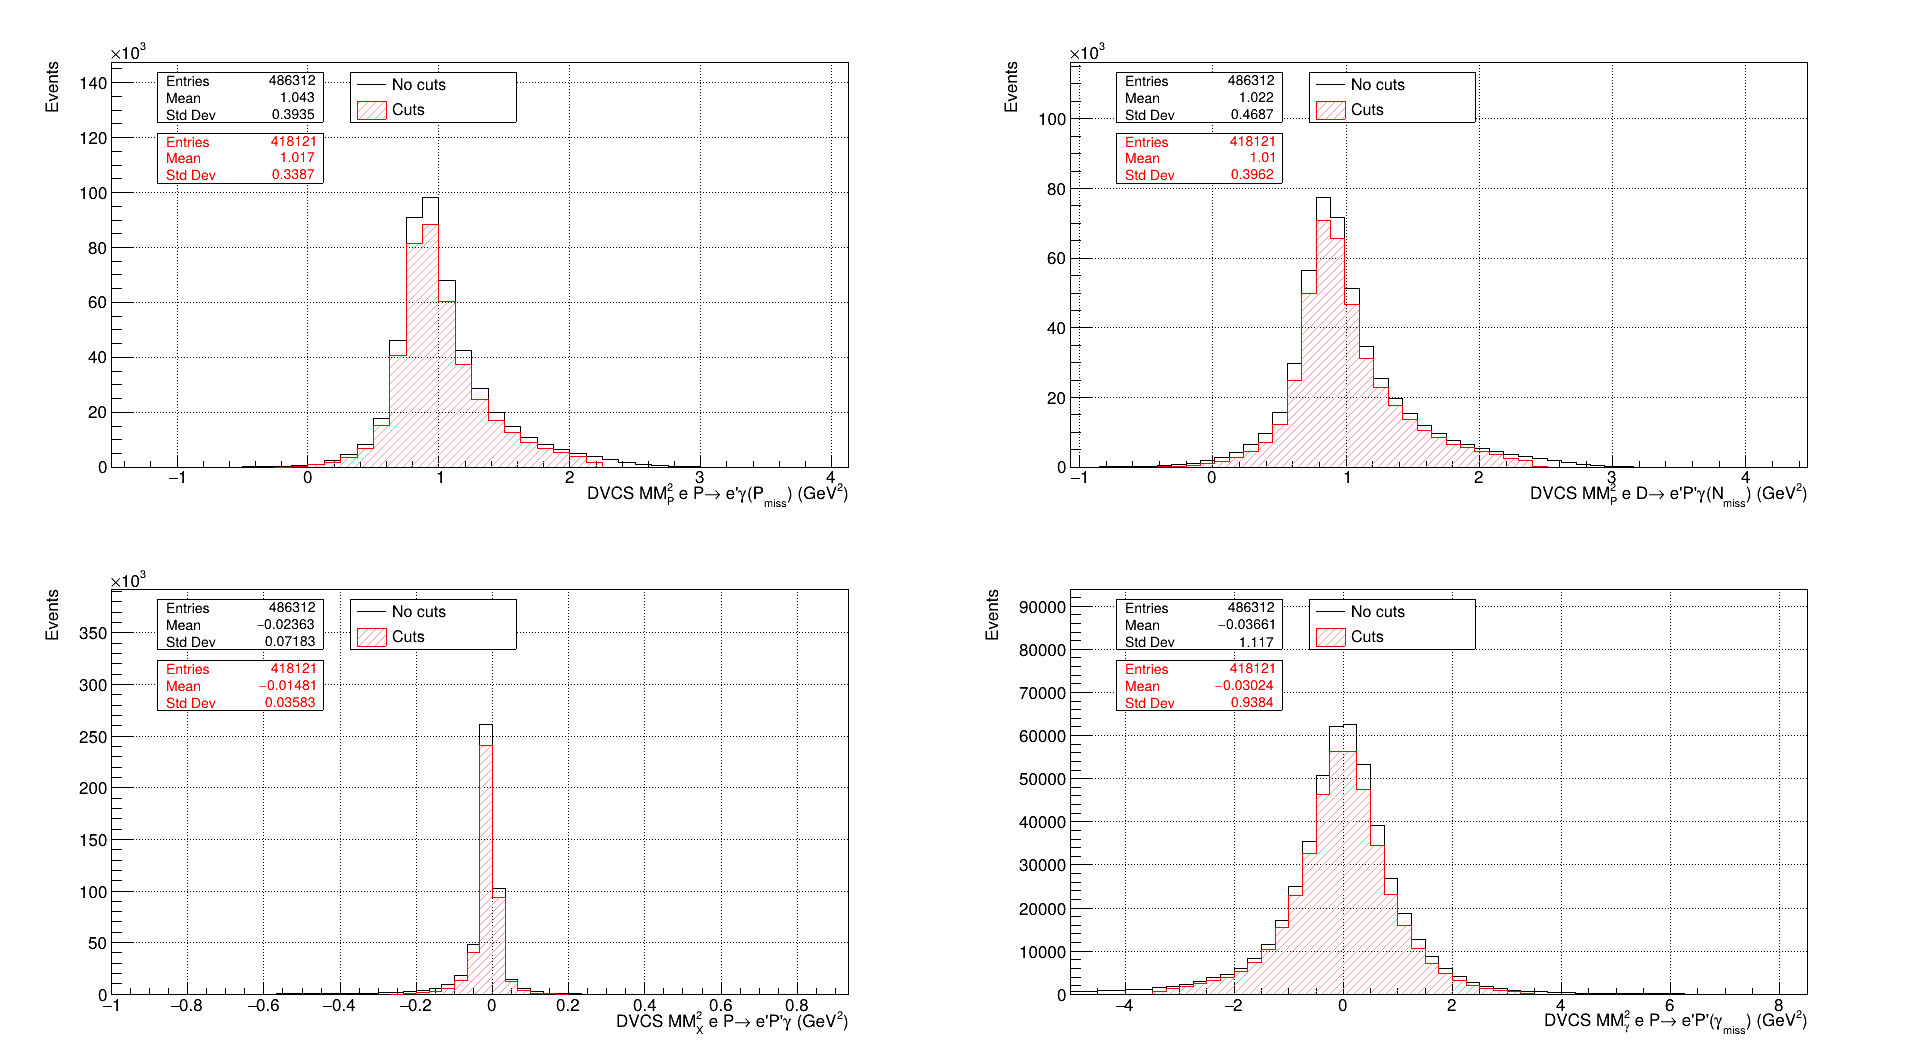 ×10³
Events
140
120
100
80
60
40
20
0
Entries 486312
Mean 1.043
Std Dev 0.3935
Entries 418121
Mean 1.017
Std Dev 0.3387
No cuts
Cuts
−1 0 1 2 3 4
DVCS MM²P e P→ e'γ(Pmiss) (GeV²)
×10³
Events
100
80
60
40
20
0
Entries 486312
Mean 1.022
Std Dev 0.4687
Entries 418121
Mean 1.01
Std Dev 0.3962
No cuts
Cuts
−1 0 1 2 3 4
DVCS MM²P e D→ e'P'γ(Nmiss) (GeV²)
×10³
Events
350
300
250
200
150
100
50
0
Entries 486312
Mean −0.02363
Std Dev 0.07183
Entries 418121
Mean −0.01481
Std Dev 0.03583
No cuts
Cuts
−1 −0.8 −0.6 −0.4 −0.2 0 0.2 0.4 0.6 0.8
DVCS MM²X e P→ e'P'γ (GeV²)
Events
90000
80000
70000
60000
50000
40000
30000
20000
10000
0
Entries 486312
Mean −0.03661
Std Dev 1.117
Entries 418121
Mean −0.03024
Std Dev 0.9384
No cuts
Cuts
−4 −2 0 2 4 6 8
DVCS MM²γ e P→ e'P'(γmiss) (GeV²)